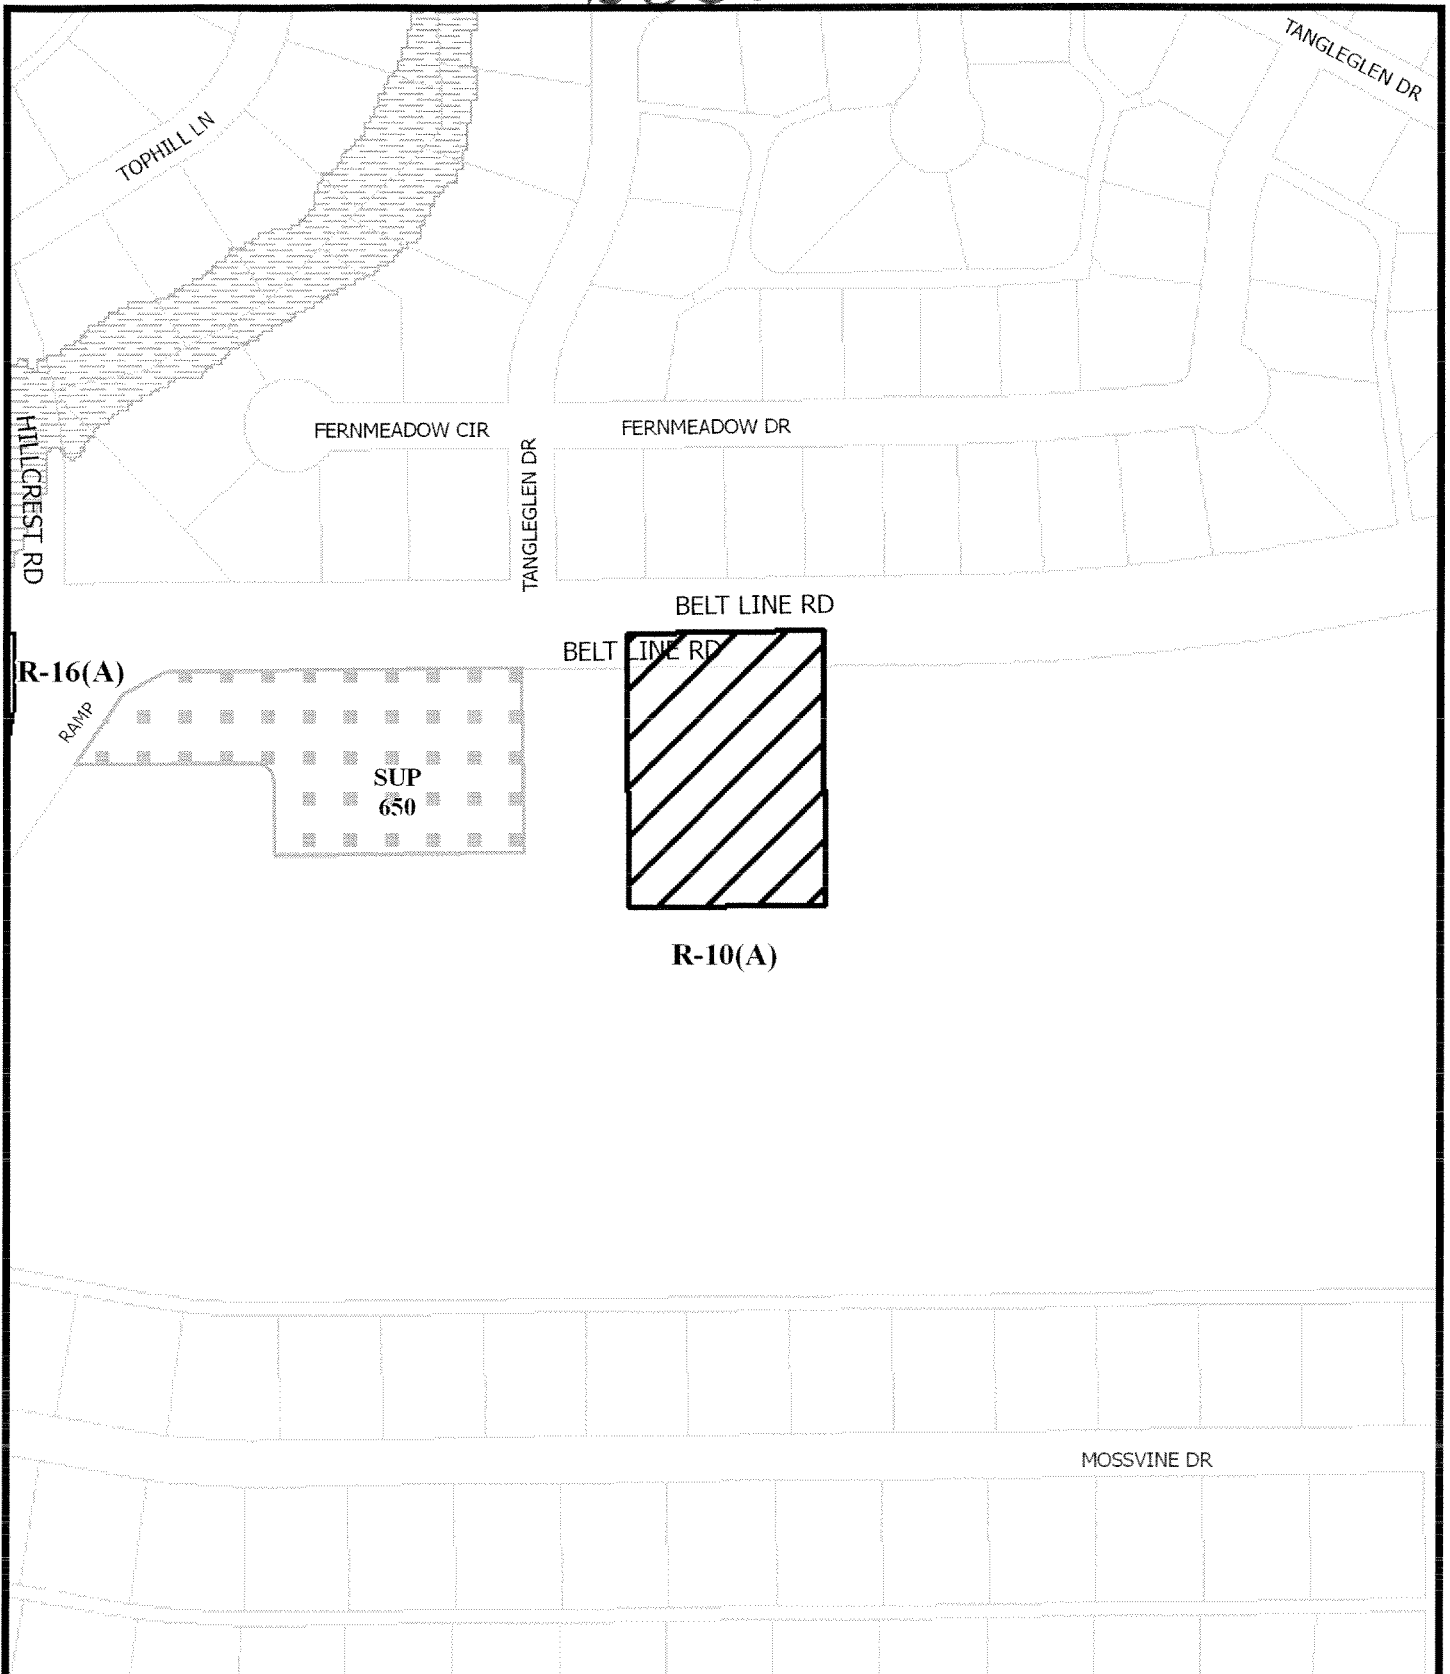 TANGLEGLEN DR
TOPHILL LN
FERNMEADOW CIR
FERNMEADOW DR
HILLCREST RD
TANGLEGLEN DR
BELT LINE RD
BELT LINE RD
R-16(A)
RAMP
SUP
650
R-10(A)
MOSSVINE DR